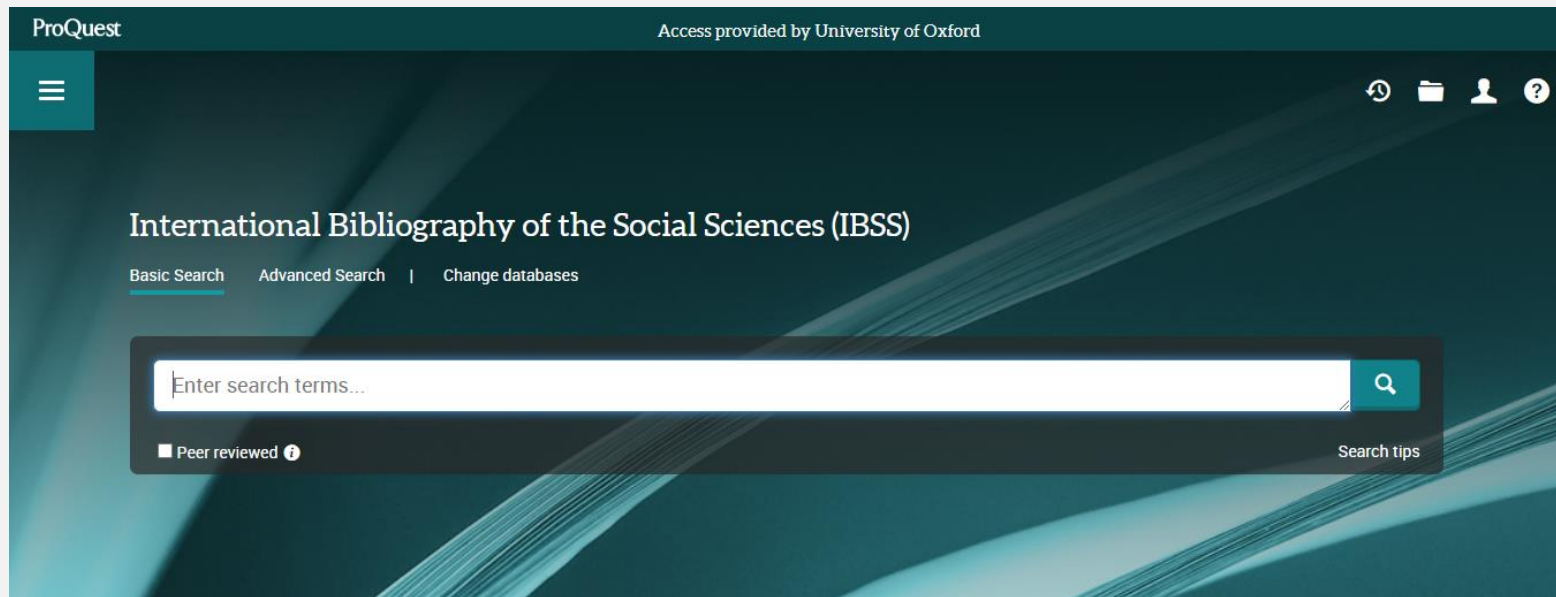 ProQuest
Access provided by University of Oxford
International Bibliography of the Social Sciences (IBSS)
Basic Search Advanced Search | Change databases
Enter search terms...
Peer reviewed
Search tips